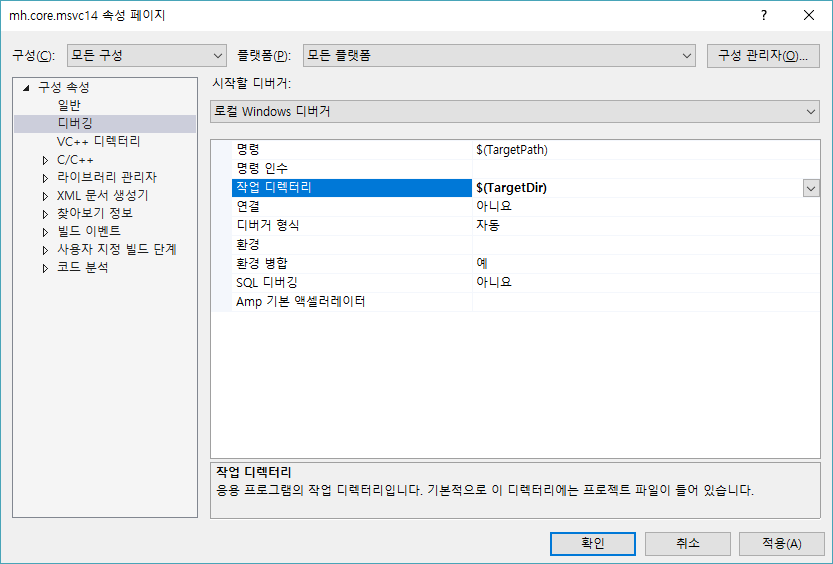 mh.core.msvc14 속성 페이지
?
구성(C): 모든 구성 플랫폼(P): 모든 플랫폼 구성 관리자(O)...
구성 속성
일반
디버깅
VC++ 디렉터리
C/C++
라이브러리 관리자
XML 문서 생성기
찾아보기 정보
빌드 이벤트
사용자 지정 빌드 단계
코드 분석
시작할 디버거:
로컬 Windows 디버거
명령 $(TargetPath)
명령 인수
작업 디렉터리 $(TargetDir)
연결 아니요
디버거 형식 자동
환경
환경 병합 예
SQL 디버깅 아니요
Amp 기본 액셀러레이터
작업 디렉터리
응용 프로그램의 작업 디렉터리입니다. 기본적으로 이 디렉터리에는 프로젝트 파일이 들어 있습니다.
확인 취소 적용(A)